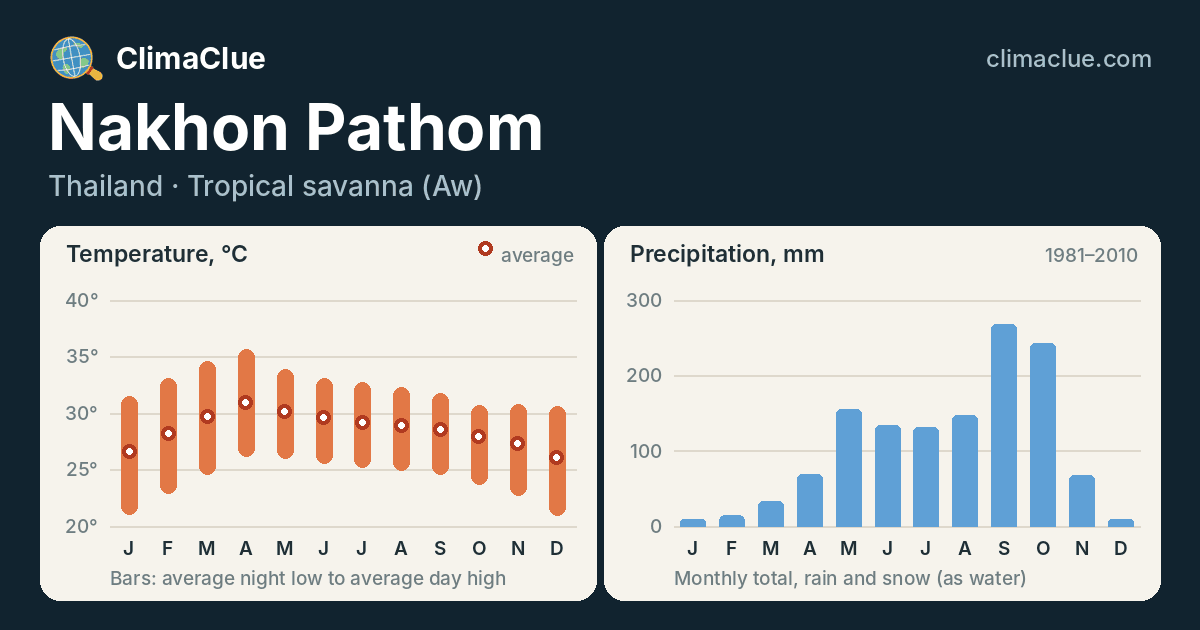 ClimaClue
climaclue.com
Nakhon Pathom
Thailand · Tropical savanna (Aw)
Temperature, °C
average
40°
35°
30°
25°
20°
J F M A M J J A S O N D
Bars: average night low to average day high
Precipitation, mm
1981–2010
300
200
100
0
J F M A M J J A S O N D
Monthly total, rain and snow (as water)